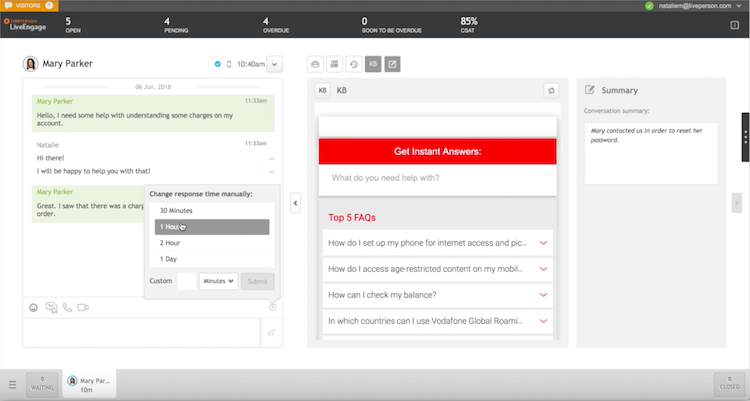 VISITORS
nataliem@liveperson.com
LIVEPERSON
LiveEngage
5
OPEN
4
PENDING
4
OVERDUE
0
SOON TO BE OVERDUE
85%
CSAT
Mary Parker
10:40am
06 Jun, 2018
Mary Parker 11:33am
Hello, I need some help with understanding some charges on my
account.
Natalie 11:33am
Hi there!
I will be happy to help you with that!
Mary Parker
Great. I saw that there was a charg
order.
Change response time manually:
30 Minutes
1 Hour
2 Hour
1 Day
Custom Minutes Submit
KB
KB KB
Get Instant Answers:
What do you need help with?
Top 5 FAQs
How do I set up my phone for internet access and pic...
How do I access age-restricted content on my mobil...
How can I check my balance?
In which countries can I use Vodafone Global Roami...
Summary
Conversation summary:
Mary contacted us in order to reset her
password.
WAITING
Mary Par...
10m
CLOSED